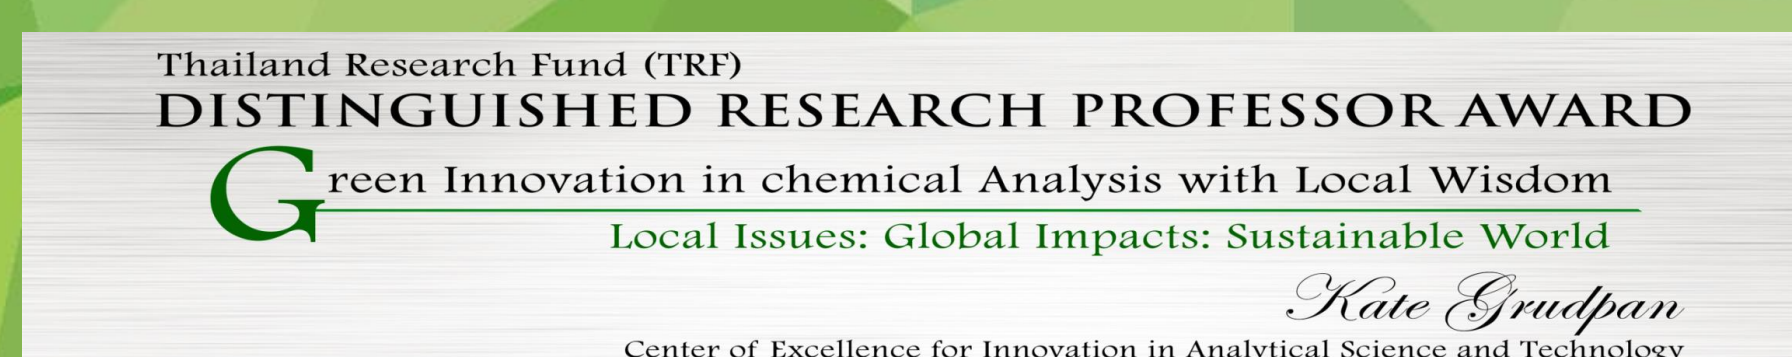 Thailand Research Fund (TRF)
DISTINGUISHED RESEARCH PROFESSOR AWARD
Green Innovation in chemical Analysis with Local Wisdom
Local Issues: Global Impacts: Sustainable World
Kate Grudpan
Center of Excellence for Innovation in Analytical Science and Technology